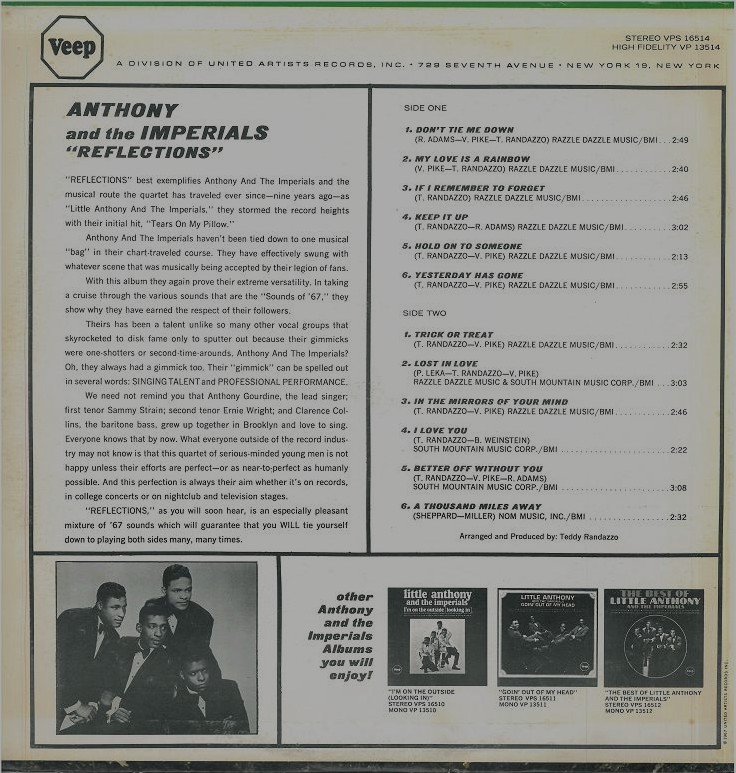 Veep
STEREO VPS 16514
HIGH FIDELITY VP 13514
A DIVISION OF UNITED ARTISTS RECORDS, INC. • 729 SEVENTH AVENUE • NEW YORK 19, NEW YORK
ANTHONY
and the IMPERIALS
"REFLECTIONS"
"REFLECTIONS" best exemplifies Anthony And The Imperials and the
musical route the quartet has traveled ever since—nine years ago—as
"Little Anthony And The Imperials," they stormed the record heights
with their initial hit, "Tears On My Pillow."
Anthony And The Imperials haven't been tied down to one musical
"bag" in their chart-traveled course. They have effectively swung with
whatever scene that was musically being accepted by their legion of fans.
With this album they again prove their extreme versatility. In taking
a cruise through the various sounds that are the "Sounds of '67," they
show why they have earned the respect of their followers.
Theirs has been a talent unlike so many other vocal groups that
skyrocketed to disk fame only to sputter out because their gimmicks
were one-shotters or second-time-arounds. Anthony And The Imperials?
Oh, they always had a gimmick too. Their "gimmick" can be spelled out
in several words: SINGING TALENT and PROFESSIONAL PERFORMANCE.
We need not remind you that Anthony Gourdine, the lead singer;
first tenor Sammy Strain; second tenor Ernie Wright; and Clarence Col-
lins, the baritone bass, grew up together in Brooklyn and love to sing.
Everyone knows that by now. What everyone outside of the record indus-
try may not know is that this quartet of serious-minded young men is not
happy unless their efforts are perfect—or as near-to-perfect as humanly
possible. And this perfection is always their aim whether it's on records,
in college concerts or on nightclub and television stages.
"REFLECTIONS," as you will soon hear, is an especially pleasant
mixture of '67 sounds which will guarantee that you WILL tie yourself
down to playing both sides many, many times.
SIDE ONE
1. DON'T TIE ME DOWN
(R. ADAMS—V. PIKE—T. RANDAZZO) RAZZLE DAZZLE MUSIC/BMI...2:49
2. MY LOVE IS A RAINBOW
(V. PIKE—T. RANDAZZO) RAZZLE DAZZLE MUSIC/BMI............2:40
3. IF I REMEMBER TO FORGET
(T. RANDAZZO) RAZZLE DAZZLE MUSIC/BMI....................2:46
4. KEEP IT UP
(T. RANDAZZO—R. ADAMS) RAZZLE DAZZLE MUSIC/BMI...........3:02
5. HOLD ON TO SOMEONE
(T. RANDAZZO—V. PIKE) RAZZLE DAZZLE MUSIC/BMI............2:13
6. YESTERDAY HAS GONE
(T. RANDAZZO—V. PIKE) RAZZLE DAZZLE MUSIC/BMI............2:55
SIDE TWO
1. TRICK OR TREAT
(T. RANDAZZO—V. PIKE) RAZZLE DAZZLE MUSIC/BMI............2:32
2. LOST IN LOVE
(P. LEKA—T. RANDAZZO—V. PIKE)
RAZZLE DAZZLE MUSIC & SOUTH MOUNTAIN MUSIC CORP./BMI ...3:03
3. IN THE MIRRORS OF YOUR MIND
(T. RANDAZZO—V. PIKE) RAZZLE DAZZLE MUSIC/BMI............2:46
4. I LOVE YOU
(T. RANDAZZO—B. WEINSTEIN)
SOUTH MOUNTAIN MUSIC CORP./BMI ..........................2:22
5. BETTER OFF WITHOUT YOU
(T. RANDAZZO—V. PIKE—R. ADAMS)
SOUTH MOUNTAIN MUSIC CORP./BMI ..........................3:08
6. A THOUSAND MILES AWAY
(SHEPPARD—MILLER) NOM MUSIC, INC./BMI ...................2:32
Arranged and Produced by: Teddy Randazzo
other
Anthony
and the
Imperials
Albums
you will
enjoy!
little anthony
and the imperials
I'm on the outside (looking in)
"I'M ON THE OUTSIDE
(LOOKING IN)"
STEREO VPS 16510
MONO VP 13510
LITTLE ANTHONY
AND THE IMPERIALS
GOIN' OUT OF MY HEAD
"GOIN' OUT OF MY HEAD"
STEREO VPS 16511
MONO VP 13511
THE BEST OF
LITTLE ANTHONY
AND THE IMPERIALS
"THE BEST OF LITTLE ANTHONY
AND THE IMPERIALS"
STEREO VPS 16512
MONO VP 13512
© 1967 UNITED ARTISTS RECORDS INC.